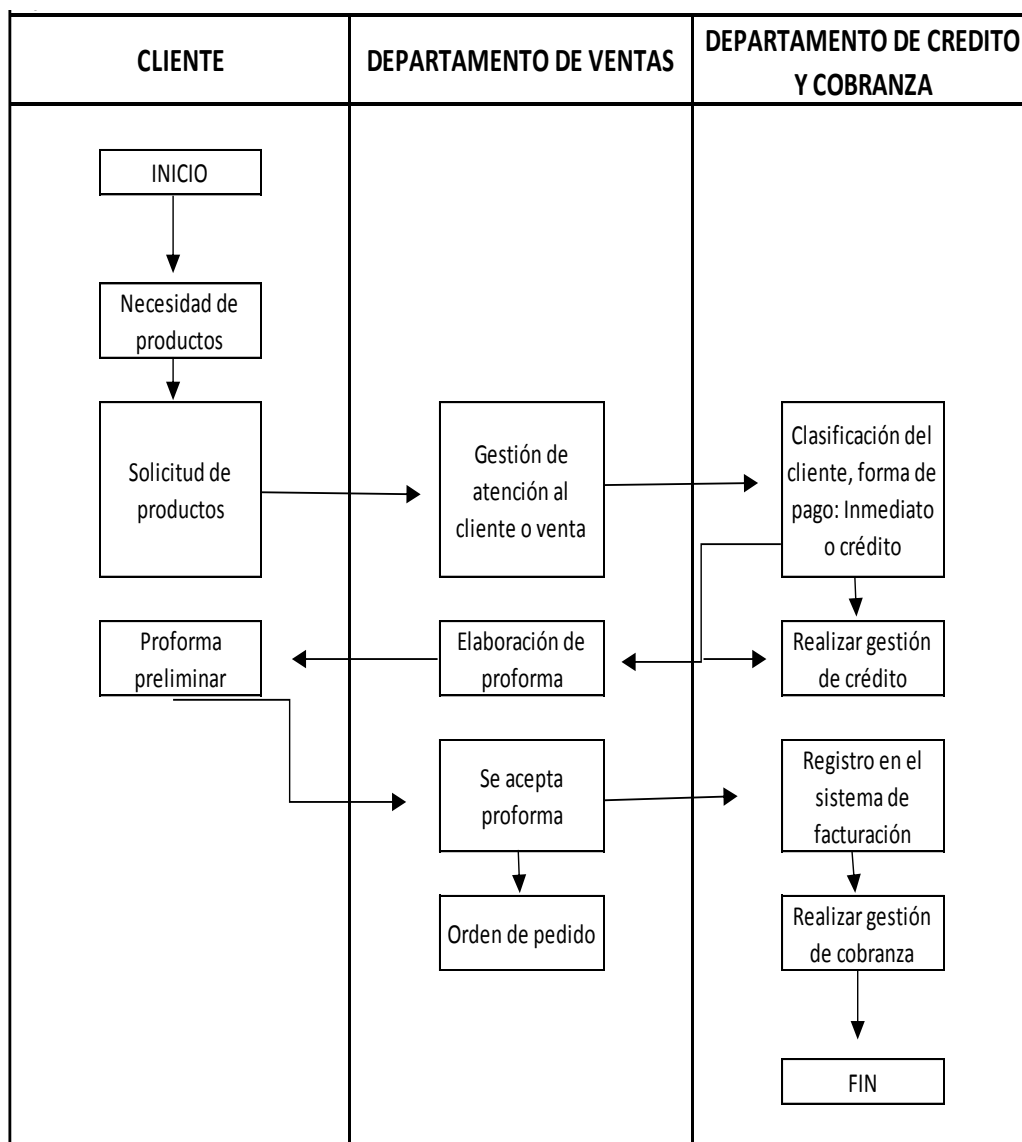 CLIENTE
DEPARTAMENTO DE VENTAS
DEPARTAMENTO DE CREDITO
Y COBRANZA
INICIO
Necesidad de
productos
Solicitud de
productos
Gestión de
atención al
cliente o venta
Clasificación del
cliente, forma de
pago: Inmediato
o crédito
Proforma
preliminar
Elaboración de
proforma
Realizar gestión
de crédito
Se acepta
proforma
Registro en el
sistema de
facturación
Orden de pedido
Realizar gestión
de cobranza
FIN